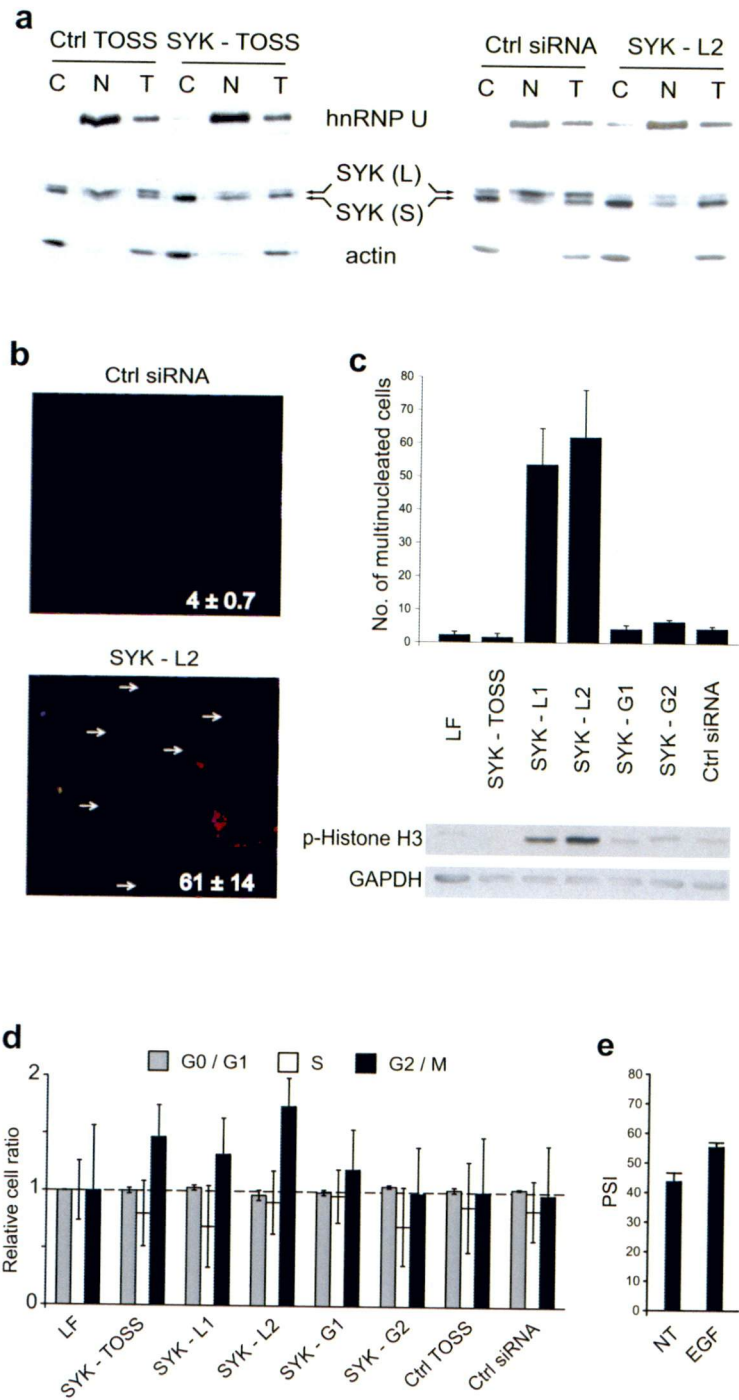 a
Ctrl TOSS SYK - TOSS Ctrl siRNA SYK - L2
C N T C N T C N T C N T
hnRNP U
SYK (L)
SYK (S)
actin
b
Ctrl siRNA
4 ± 0.7
SYK - L2
61 ± 14
c
No. of multinucleated cells
80
70
60
50
40
30
20
10
0
LF
SYK - TOSS
SYK - L1
SYK - L2
SYK - G1
SYK - G2
Ctrl siRNA
p-Histone H3
GAPDH
d
G0 / G1 S G2 / M
Relative cell ratio
2
1
0
LF
SYK - TOSS
SYK - L1
SYK - L2
SYK - G1
SYK - G2
Ctrl TOSS
Ctrl siRNA
e
PSI
80
70
60
50
40
30
20
10
0
NT
EGF